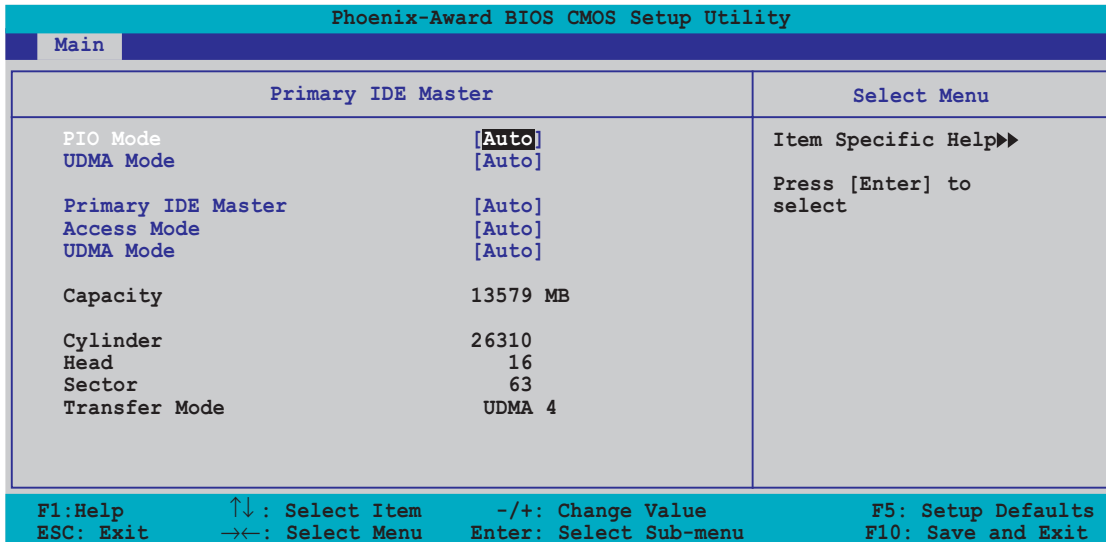 Phoenix-Award BIOS CMOS Setup Utility
Main
Primary IDE Master
Select Menu
PIO Mode [Auto]
UDMA Mode [Auto]
Primary IDE Master [Auto]
Access Mode [Auto]
UDMA Mode [Auto]
Capacity 13579 MB
Cylinder 26310
Head 16
Sector 63
Transfer Mode UDMA 4
Item Specific Help▶▶
Press [Enter] to
select
F1:Help ↑↓: Select Item -/+: Change Value F5: Setup Defaults
ESC: Exit →←: Select Menu Enter: Select Sub-menu F10: Save and Exit